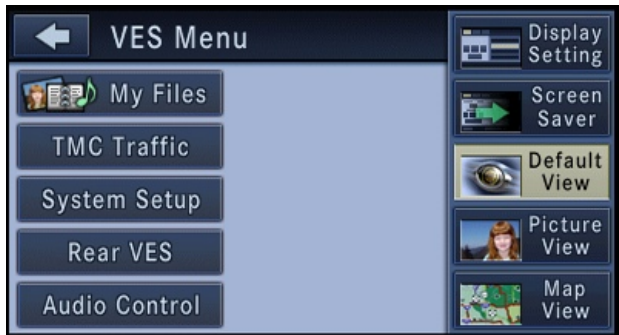 VES Menu
My Files
TMC Traffic
System Setup
Rear VES
Audio Control
Display
Setting
Screen
Saver
Default
View
Picture
View
Map
View